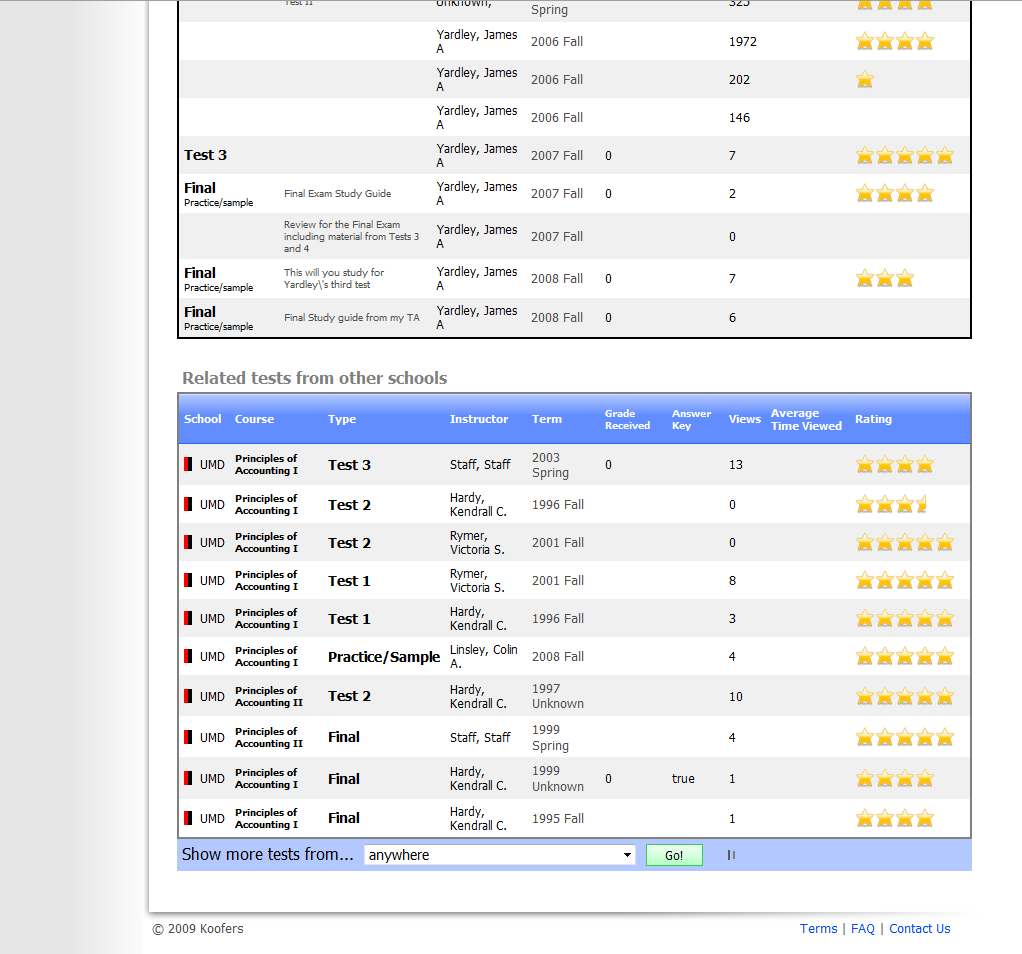 Test II Unknown, Spring 325
Yardley, James A 2006 Fall 1972
Yardley, James A 2006 Fall 202
Yardley, James A 2006 Fall 146
Test 3 Yardley, James A 2007 Fall 0 7
Final Practice/sample Final Exam Study Guide Yardley, James A 2007 Fall 0 2
Review for the Final Exam including material from Tests 3 and 4 Yardley, James A 2007 Fall 0
Final Practice/sample This will you study for Yardley\'s third test Yardley, James A 2008 Fall 0 7
Final Practice/sample Final Study guide from my TA Yardley, James A 2008 Fall 0 6
Related tests from other schools
School Course Type Instructor Term Grade Received Answer Key Views Average Time Viewed Rating
UMD Principles of Accounting I Test 3 Staff, Staff 2003 Spring 0 13
UMD Principles of Accounting I Test 2 Hardy, Kendrall C. 1996 Fall 0
UMD Principles of Accounting I Test 2 Rymer, Victoria S. 2001 Fall 0
UMD Principles of Accounting I Test 1 Rymer, Victoria S. 2001 Fall 8
UMD Principles of Accounting I Test 1 Hardy, Kendrall C. 1996 Fall 3
UMD Principles of Accounting I Practice/Sample Linsley, Colin A. 2008 Fall 4
UMD Principles of Accounting II Test 2 Hardy, Kendrall C. 1997 Unknown 10
UMD Principles of Accounting II Final Staff, Staff 1999 Spring 4
UMD Principles of Accounting I Final Hardy, Kendrall C. 1999 Unknown 0 true 1
UMD Principles of Accounting I Final Hardy, Kendrall C. 1995 Fall 1
Show more tests from... anywhere Go!
© 2009 Koofers Terms | FAQ | Contact Us